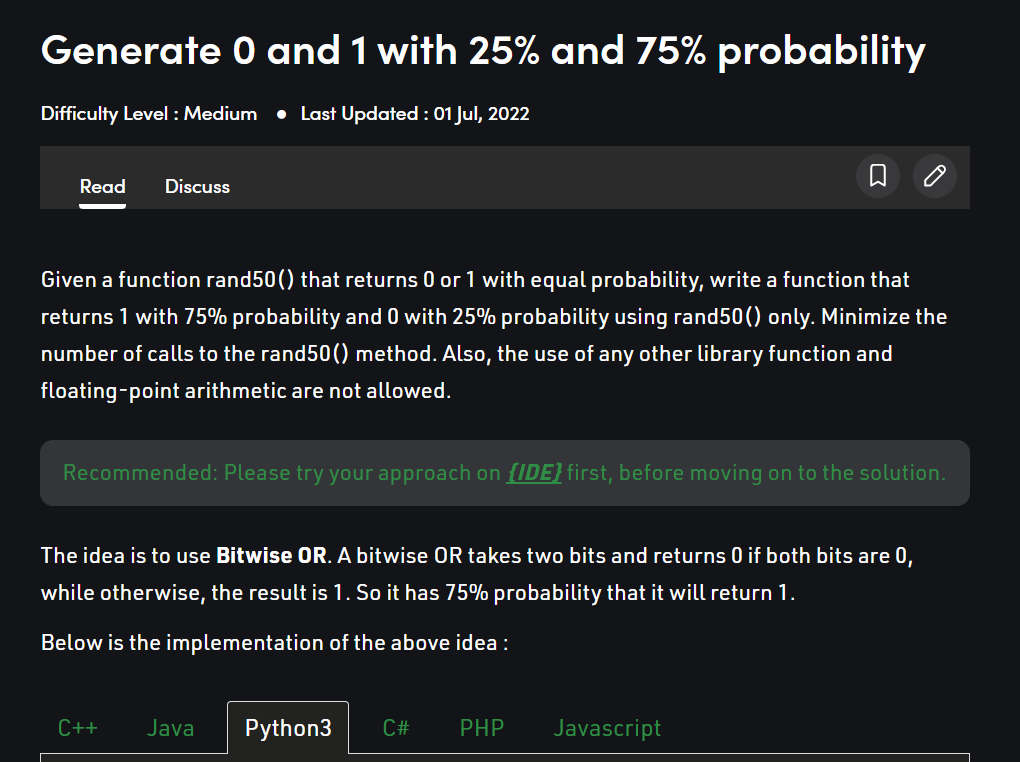 Generate 0 and 1 with 25% and 75% probability
Difficulty Level : Medium ● Last Updated : 01 Jul, 2022
Read Discuss
Given a function rand50() that returns 0 or 1 with equal probability, write a function that
returns 1 with 75% probability and 0 with 25% probability using rand50() only. Minimize the
number of calls to the rand50() method. Also, the use of any other library function and
floating-point arithmetic are not allowed.
Recommended: Please try your approach on {IDE} first, before moving on to the solution.
The idea is to use Bitwise OR. A bitwise OR takes two bits and returns 0 if both bits are 0,
while otherwise, the result is 1. So it has 75% probability that it will return 1.
Below is the implementation of the above idea :
C++ Java Python3 C# PHP Javascript